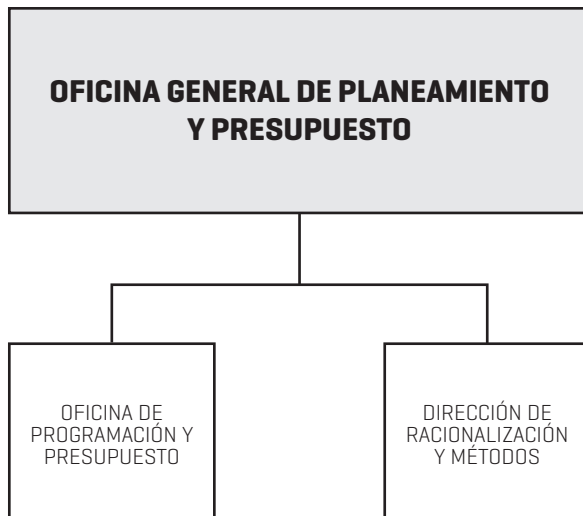 OFICINA GENERAL DE PLANEAMIENTO
Y PRESUPUESTO
OFICINA DE
PROGRAMACIÓN Y
PRESUPUESTO
DIRECCIÓN DE
RACIONALIZACIÓN
Y MÉTODOS